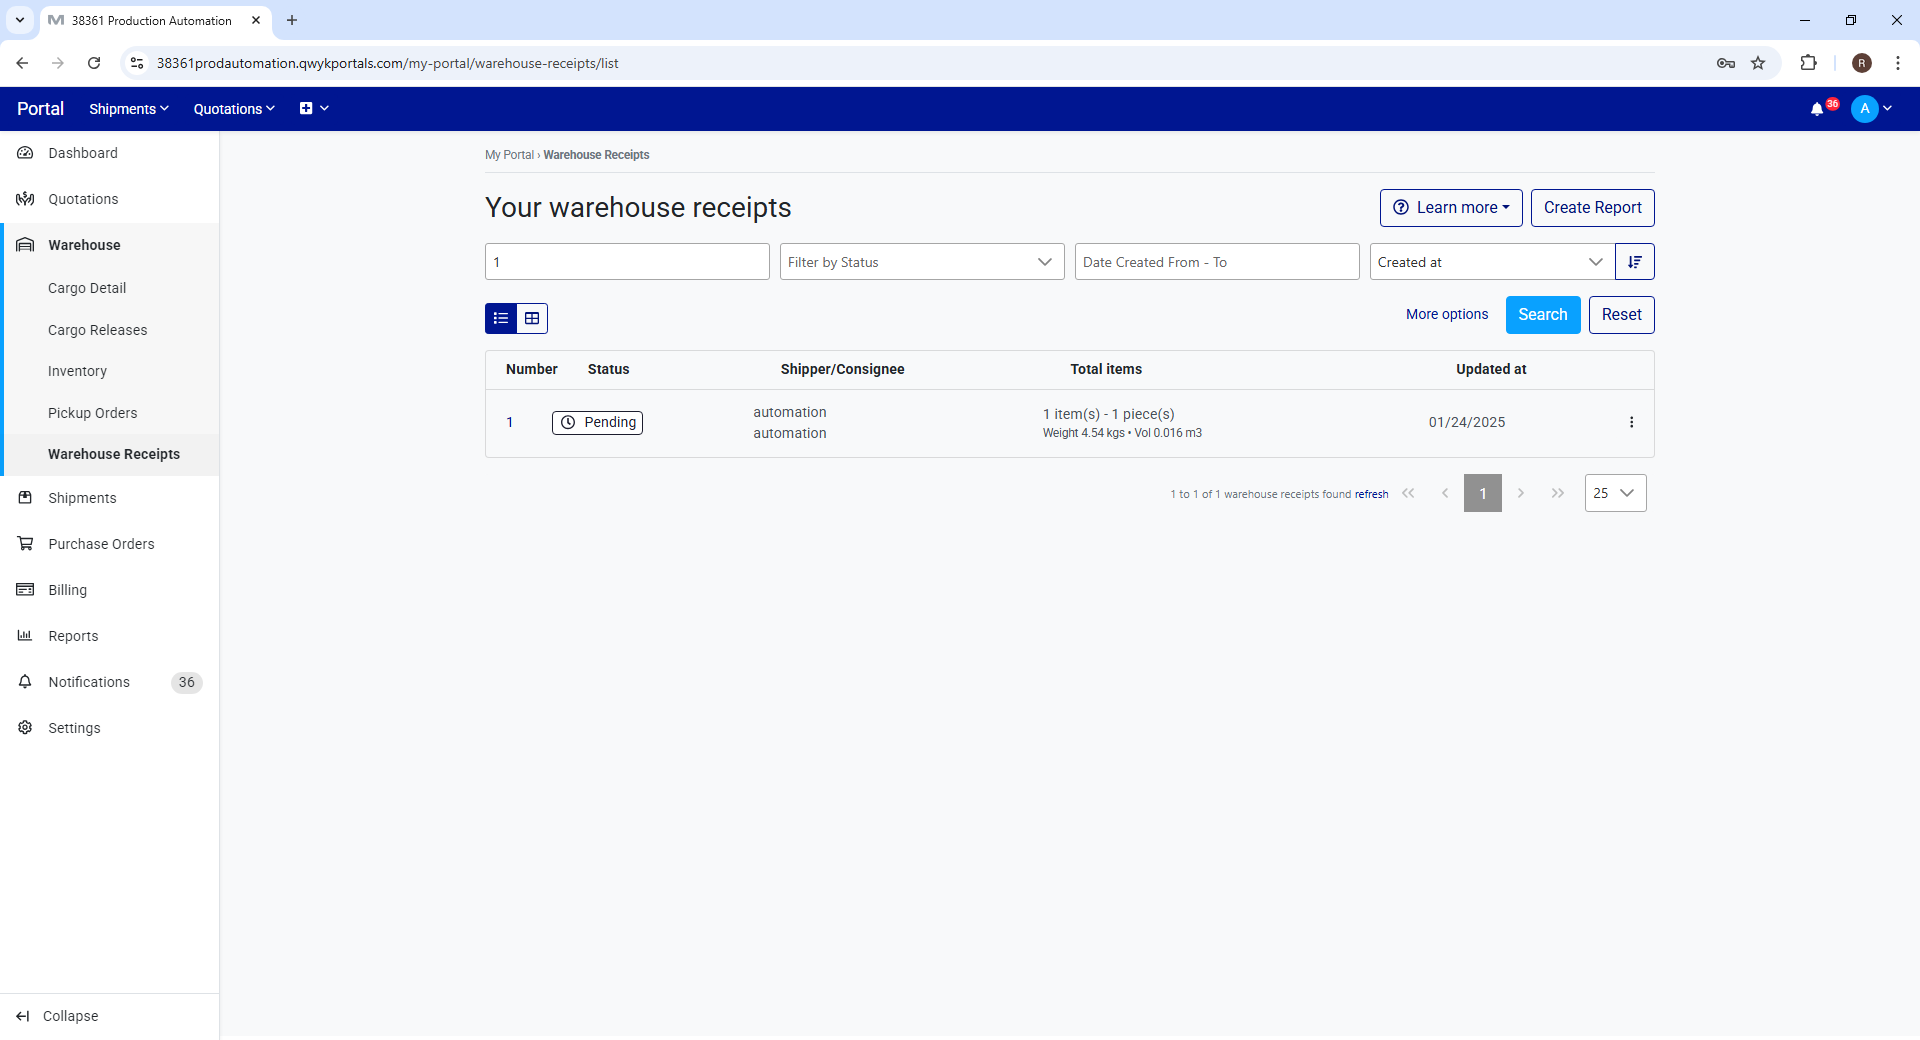 38361 Production Automation
38361prodautomation.qwykportals.com/my-portal/warehouse-receipts/list
R
Portal
Shipments
Quotations
36
A
Dashboard
Quotations
Warehouse
Cargo Detail
Cargo Releases
Inventory
Pickup Orders
Warehouse Receipts
Shipments
Purchase Orders
Billing
Reports
Notifications 36
Settings
Collapse
My Portal › Warehouse Receipts
Your warehouse receipts
Learn more
Create Report
1
Filter by Status
Date Created From - To
Created at
More options
Search
Reset
Number Status Shipper/Consignee Total items Updated at
1 Pending automation 1 item(s) - 1 piece(s) 01/24/2025
automation Weight 4.54 kgs • Vol 0.016 m3
1 to 1 of 1 warehouse receipts found refresh 1 25